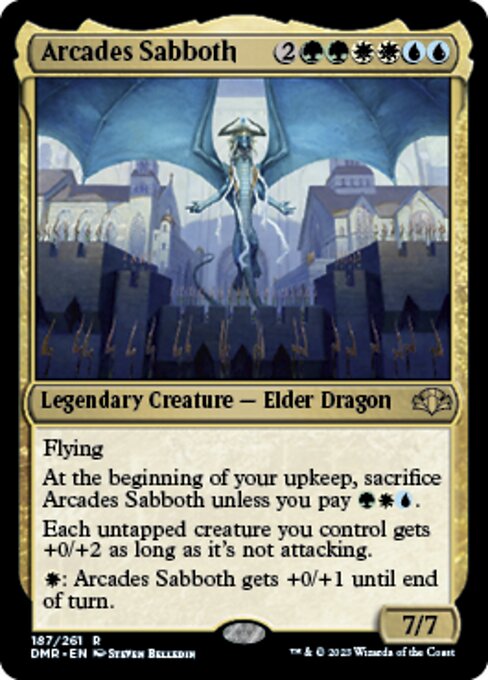 Arcades Sabboth 2
Legendary Creature — Elder Dragon
Flying
At the beginning of your upkeep, sacrifice
Arcades Sabboth unless you pay .
Each untapped creature you control gets
+0/+2 as long as it's not attacking.
: Arcades Sabboth gets +0/+1 until end
of turn.
7/7
187/261 R
DMR • EN Steven Belledin
™ & © 2023 Wizards of the Coast